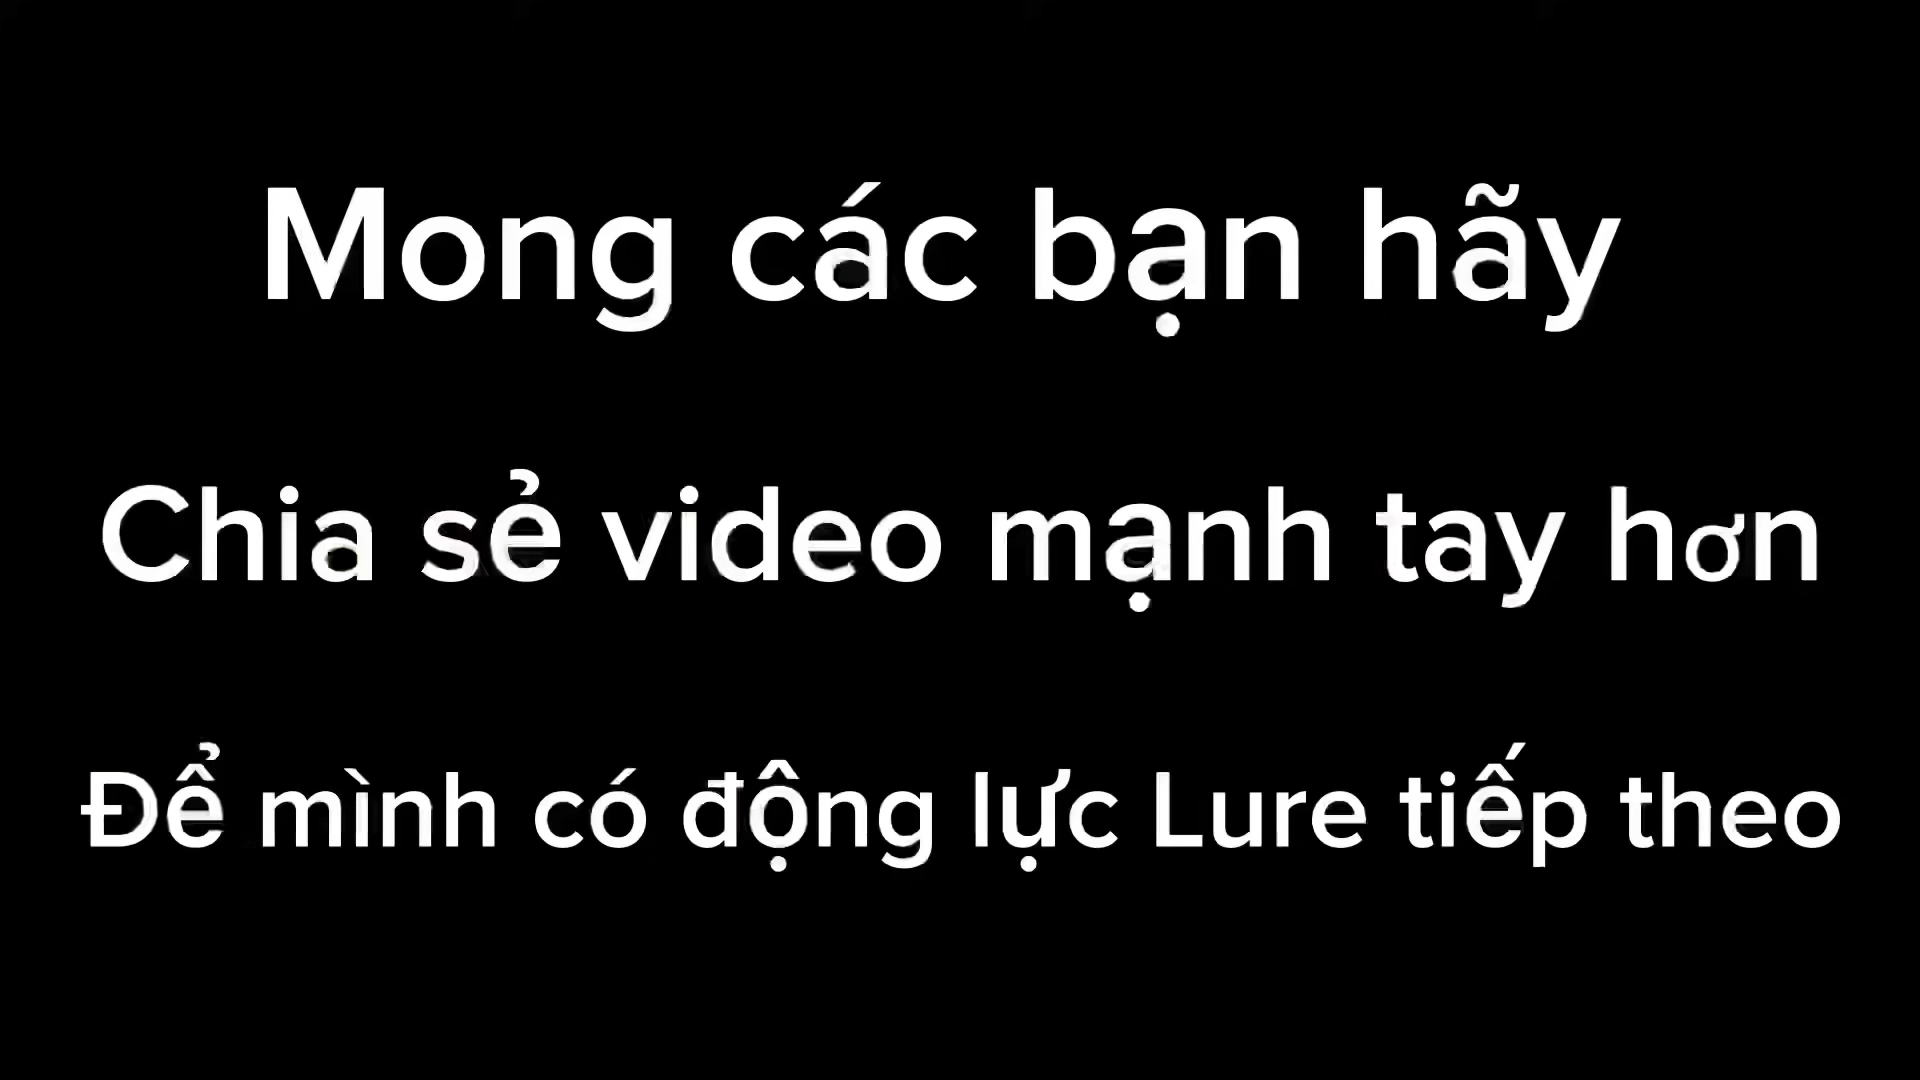 Mong các bạn hãy
Chia sẻ video mạnh tay hơn
Để mình có động lực Lure tiếp theo